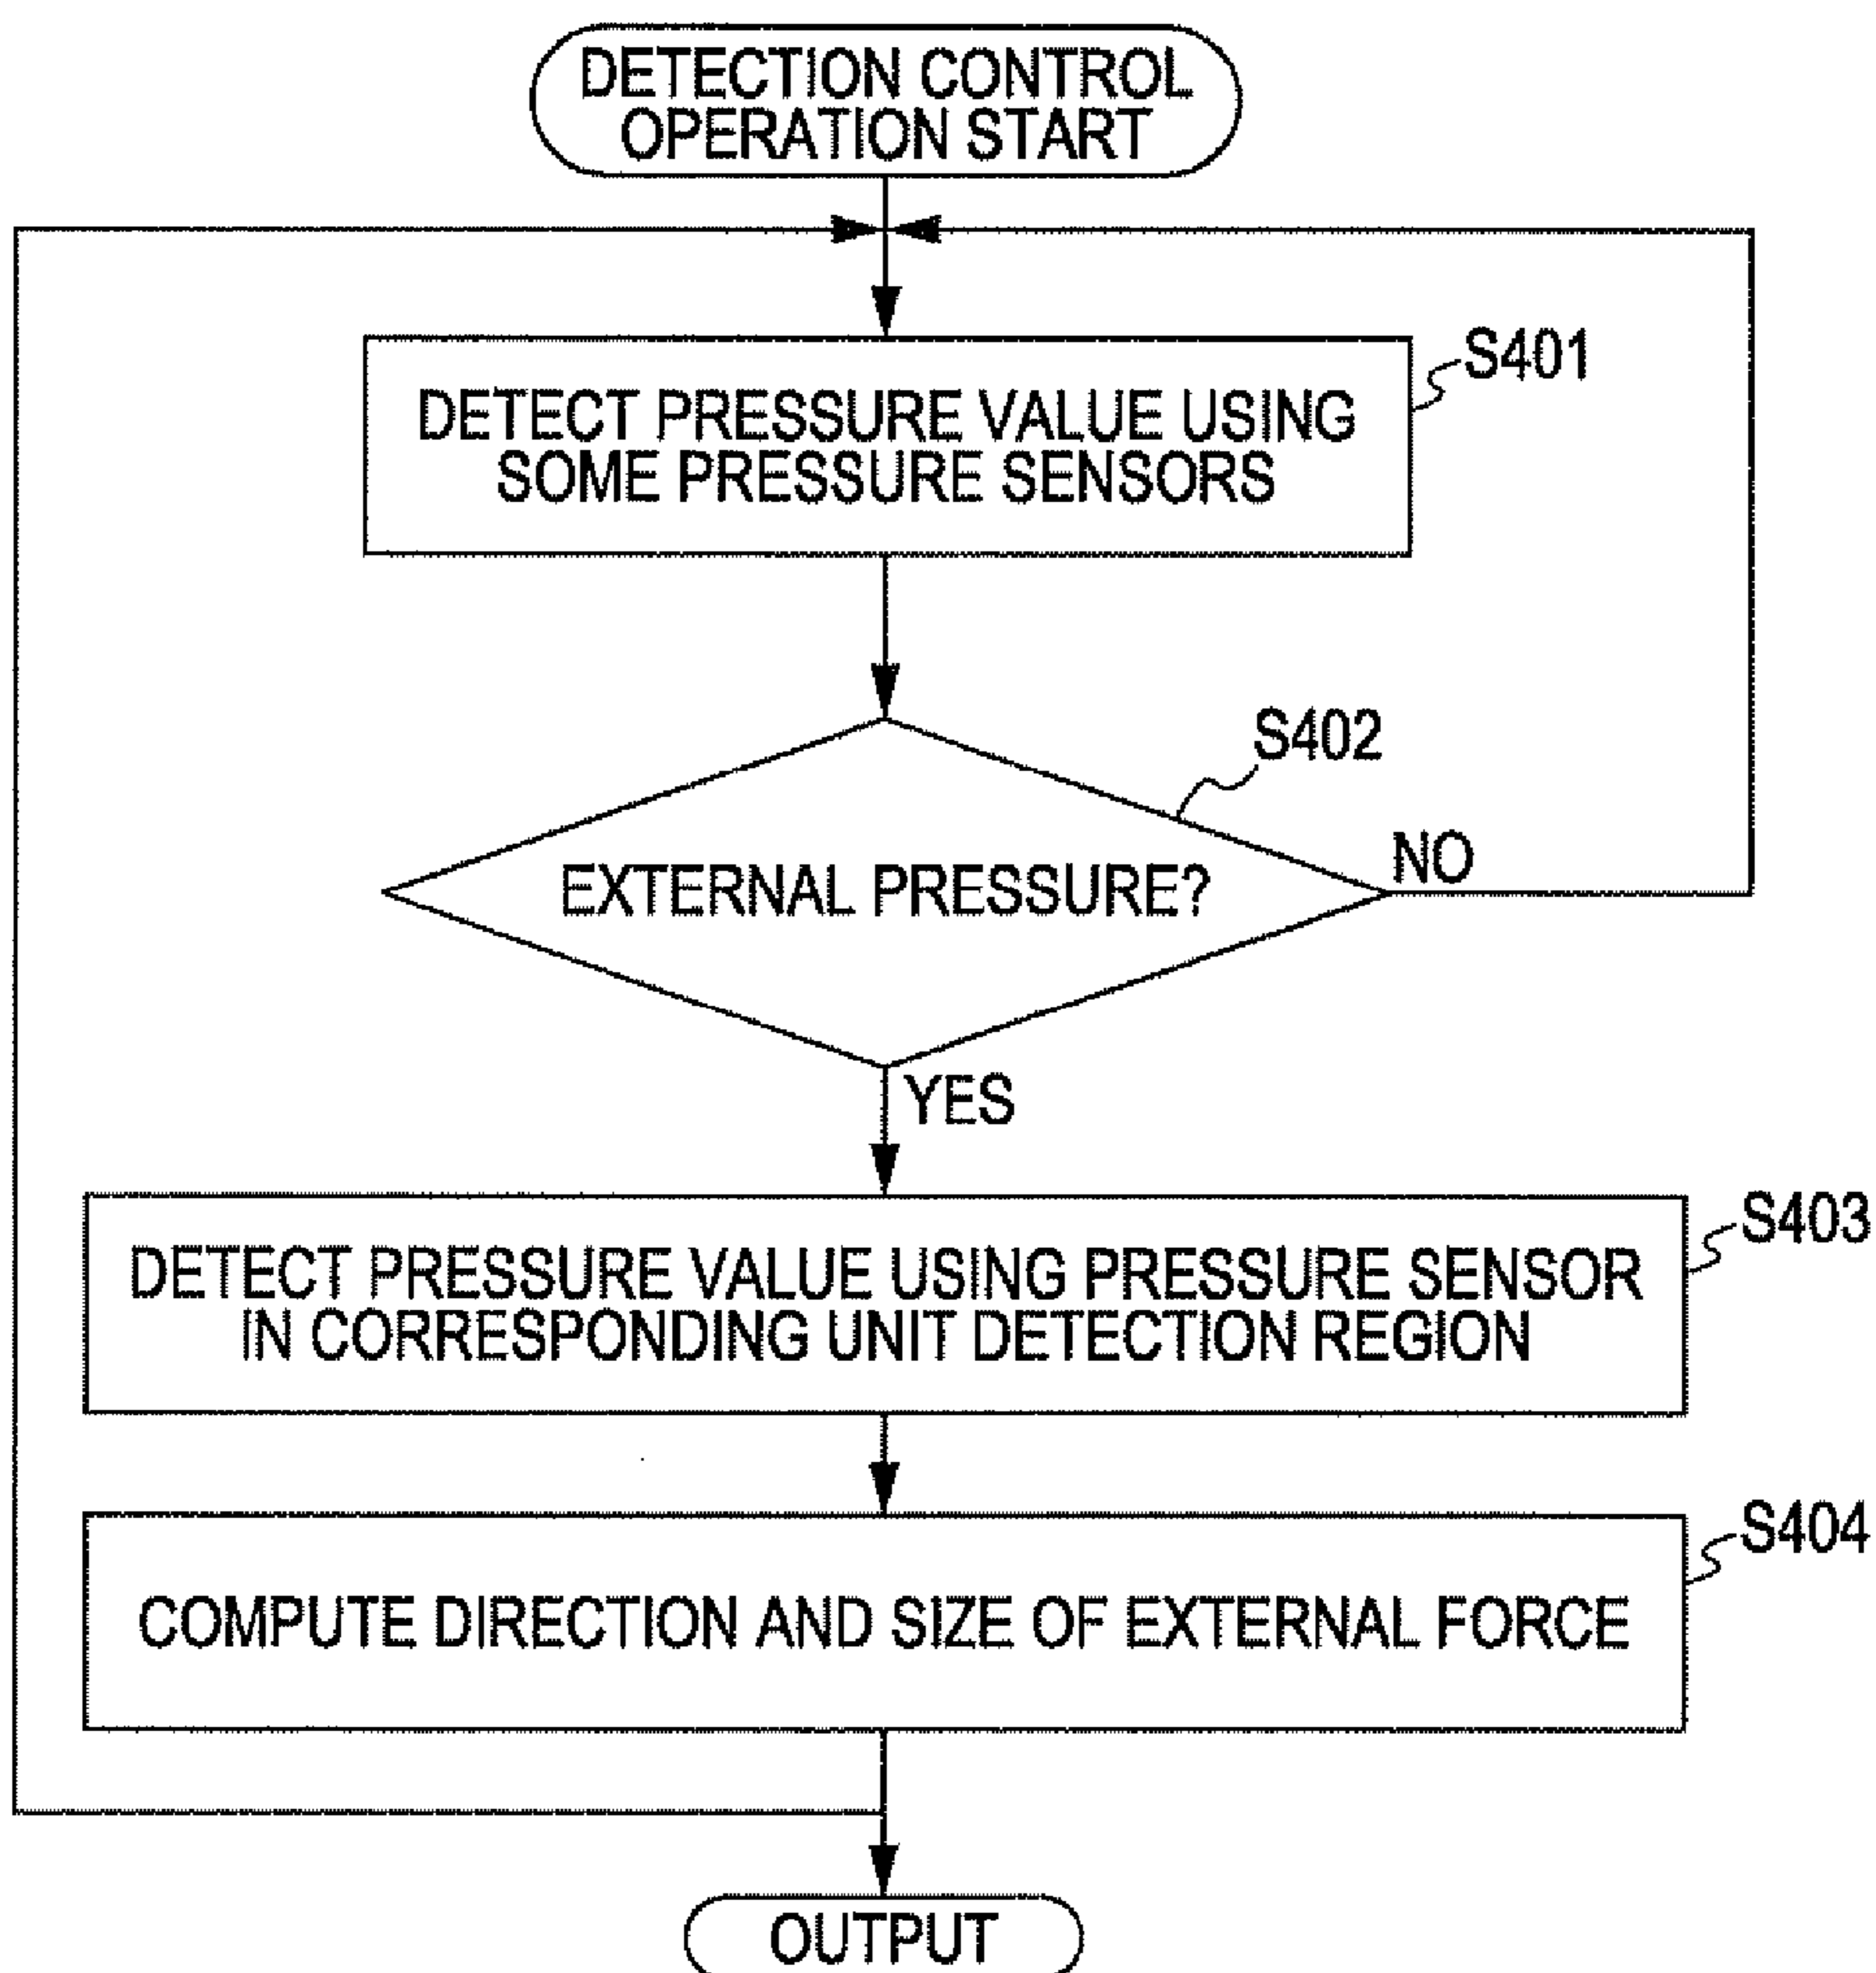 DETECTION CONTROL
OPERATION START
S401
DETECT PRESSURE VALUE USING
SOME PRESSURE SENSORS
S402
EXTERNAL PRESSURE?
NO
YES
S403
DETECT PRESSURE VALUE USING PRESSURE SENSOR
IN CORRESPONDING UNIT DETECTION REGION
S404
COMPUTE DIRECTION AND SIZE OF EXTERNAL FORCE
OUTPUT